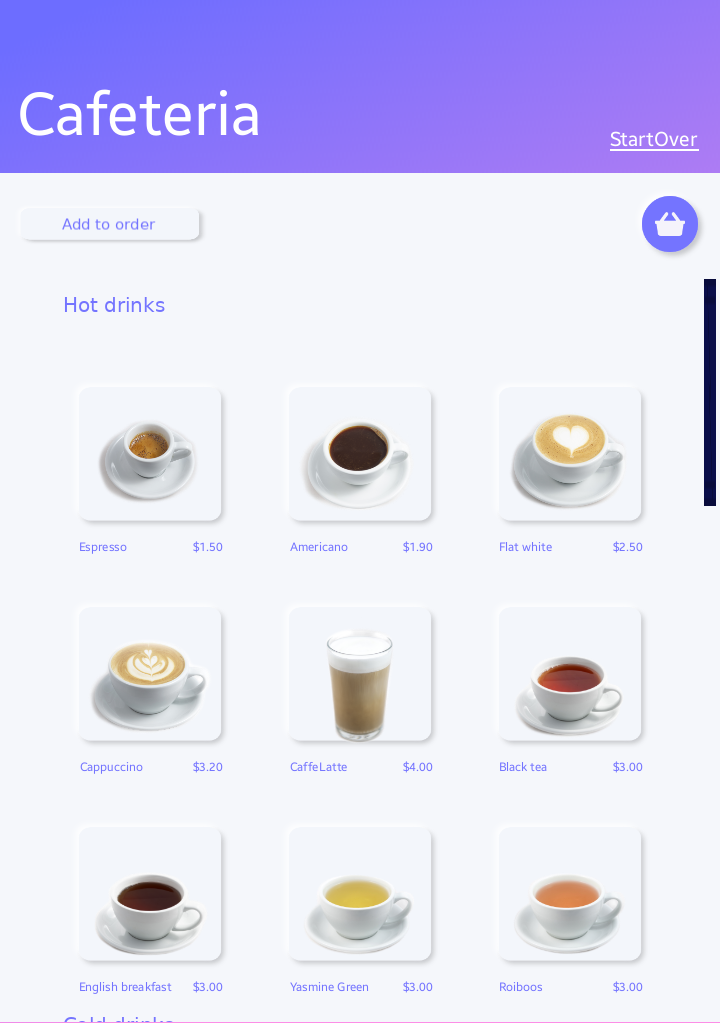 Cafeteria
StartOver
Add to order
Hot drinks
Espresso $1.50
Americano $1.90
Flat white $2.50
Cappuccino $3.20
CaffeLatte $4.00
Black tea $3.00
English breakfast $3.00
Yasmine Green $3.00
Roiboos $3.00
Cold drinks